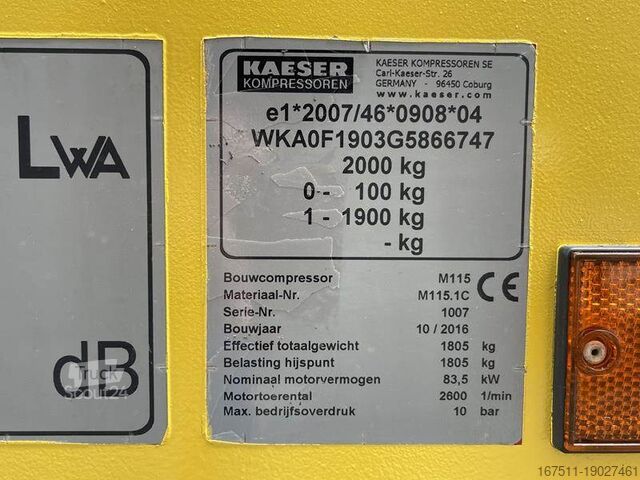 LWA
dB
KAESER
KOMPRESSOREN
KAESER KOMPRESSOREN SE
Carl-Kaeser-Str. 26
GERMANY - 96450 Coburg
www.kaeser.com
e1*2007/46*0908*04
WKA0F1903G5866747
2000 kg
0 - 100 kg
1 - 1900 kg
- kg
Bouwcompressor M115
Materiaal-Nr. M115.1C
Serie-Nr. 1007
Bouwjaar 10 / 2016
Effectief totaalgewicht 1805 kg
Belasting hijspunt 1805 kg
Nominaal motorvermogen 83,5 kW
Motortoerental 2600 1/min
Max. bedrijfsoverdruk 10 bar
CE
Truck
Scout24
167511-19027461